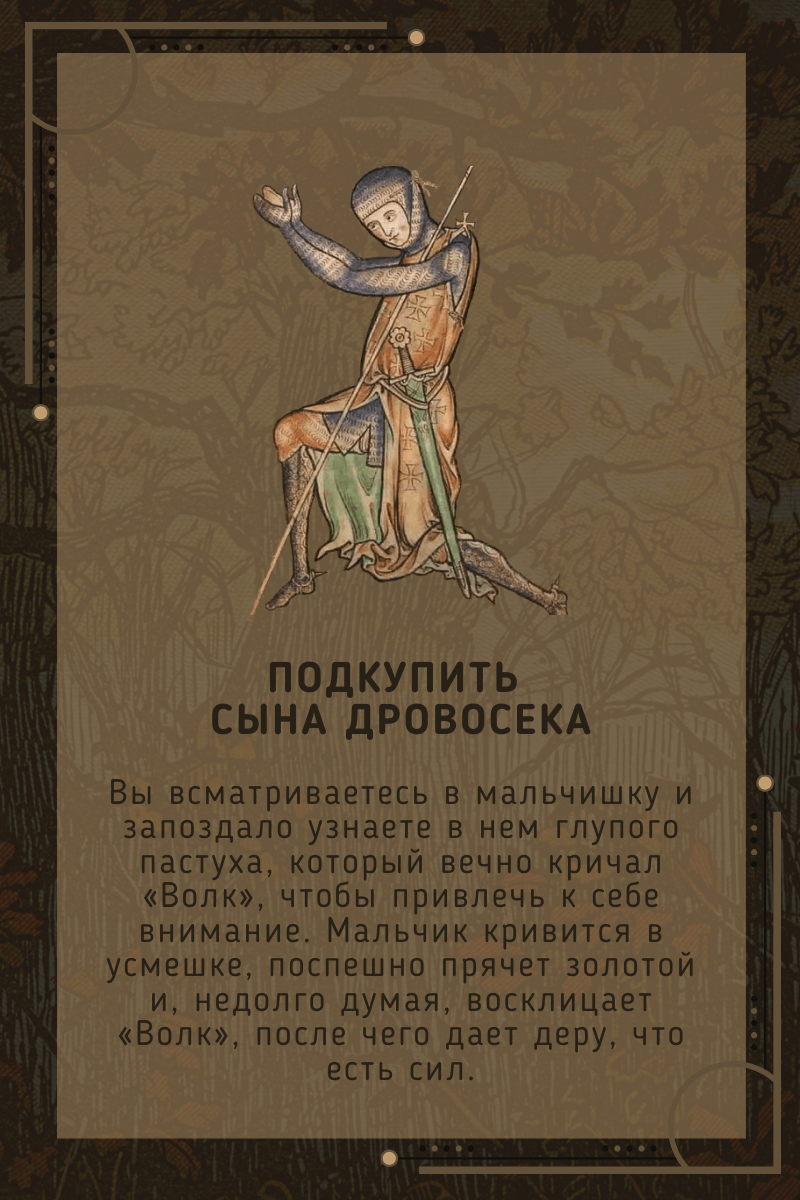 ПОДКУПИТЬ
СЫНА ДРОВОСЕКА
Вы всматриваетесь в мальчишку и
запоздало узнаете в нем глупого
пастуха, который вечно кричал
«Волк», чтобы привлечь к себе
внимание. Мальчик кривится в
усмешке, поспешно прячет золотой
и, недолго думая, восклицает
«Волк», после чего дает деру, что
есть сил.